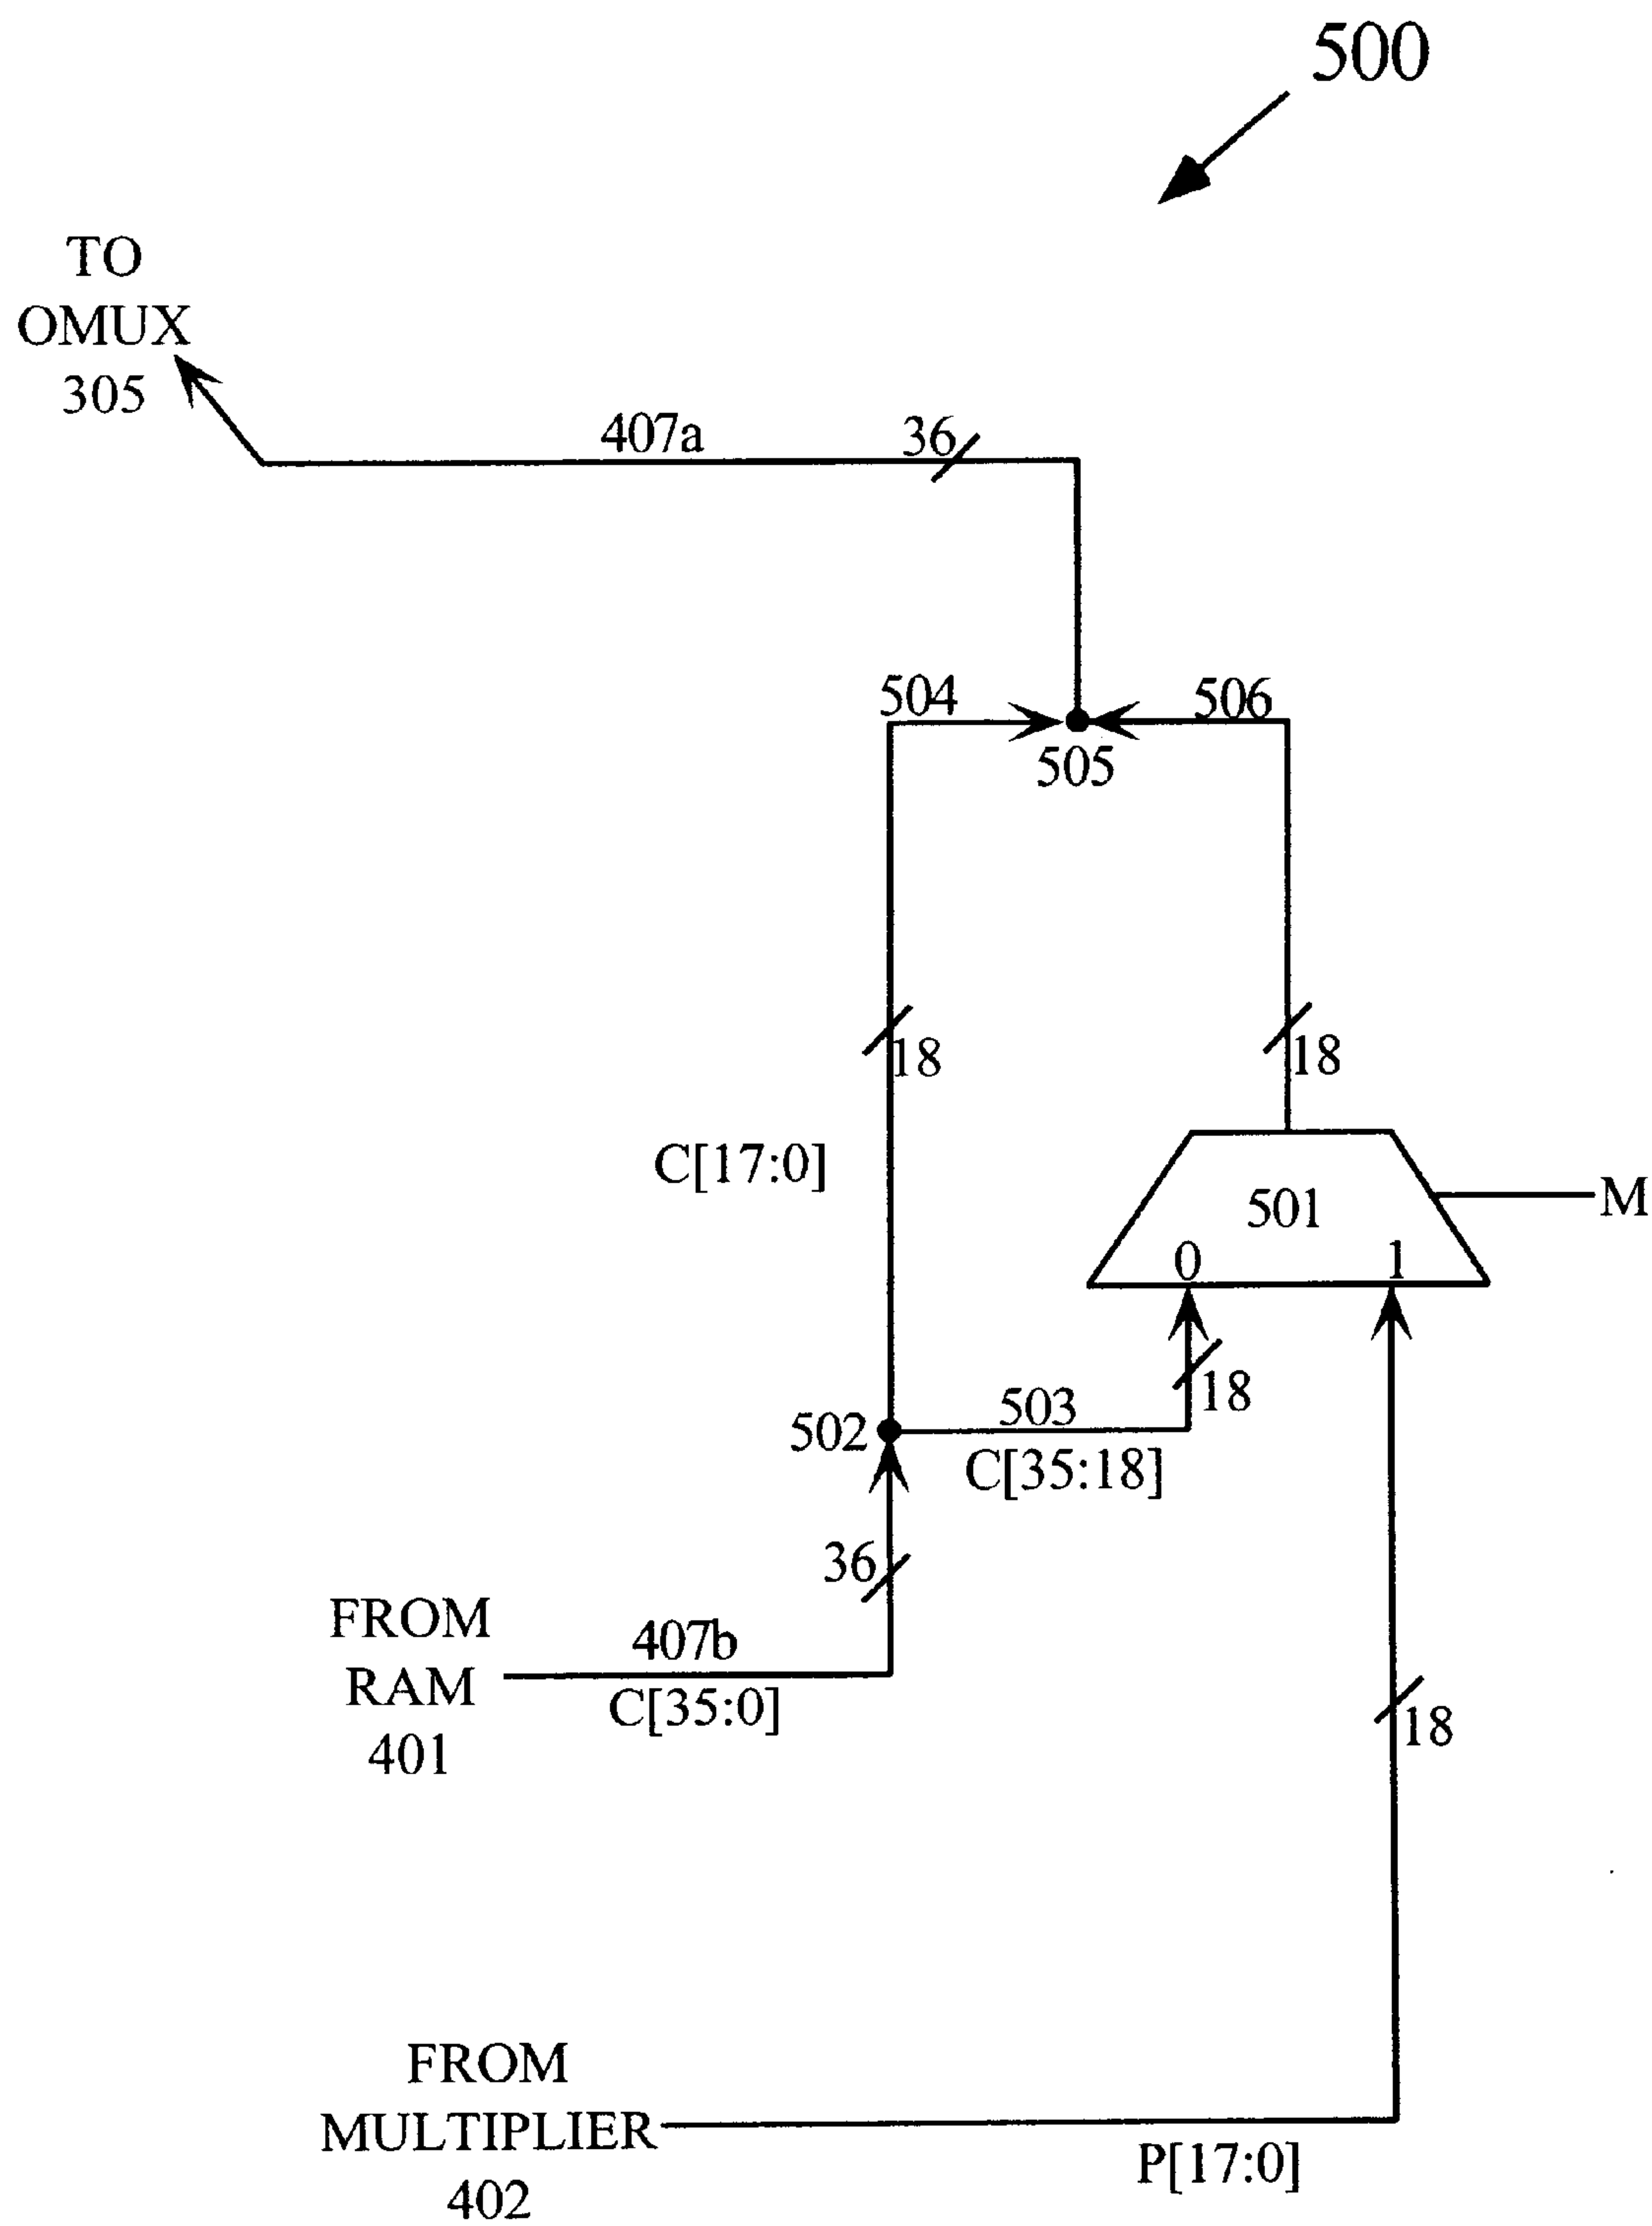 500
TO
OMUX
305
407a
36
504
506
505
18
18
C[17:0]
501
M
0
1
18
503
502
C[35:18]
36
FROM
RAM
401
407b
C[35:0]
18
FROM
MULTIPLIER
402
P[17:0]